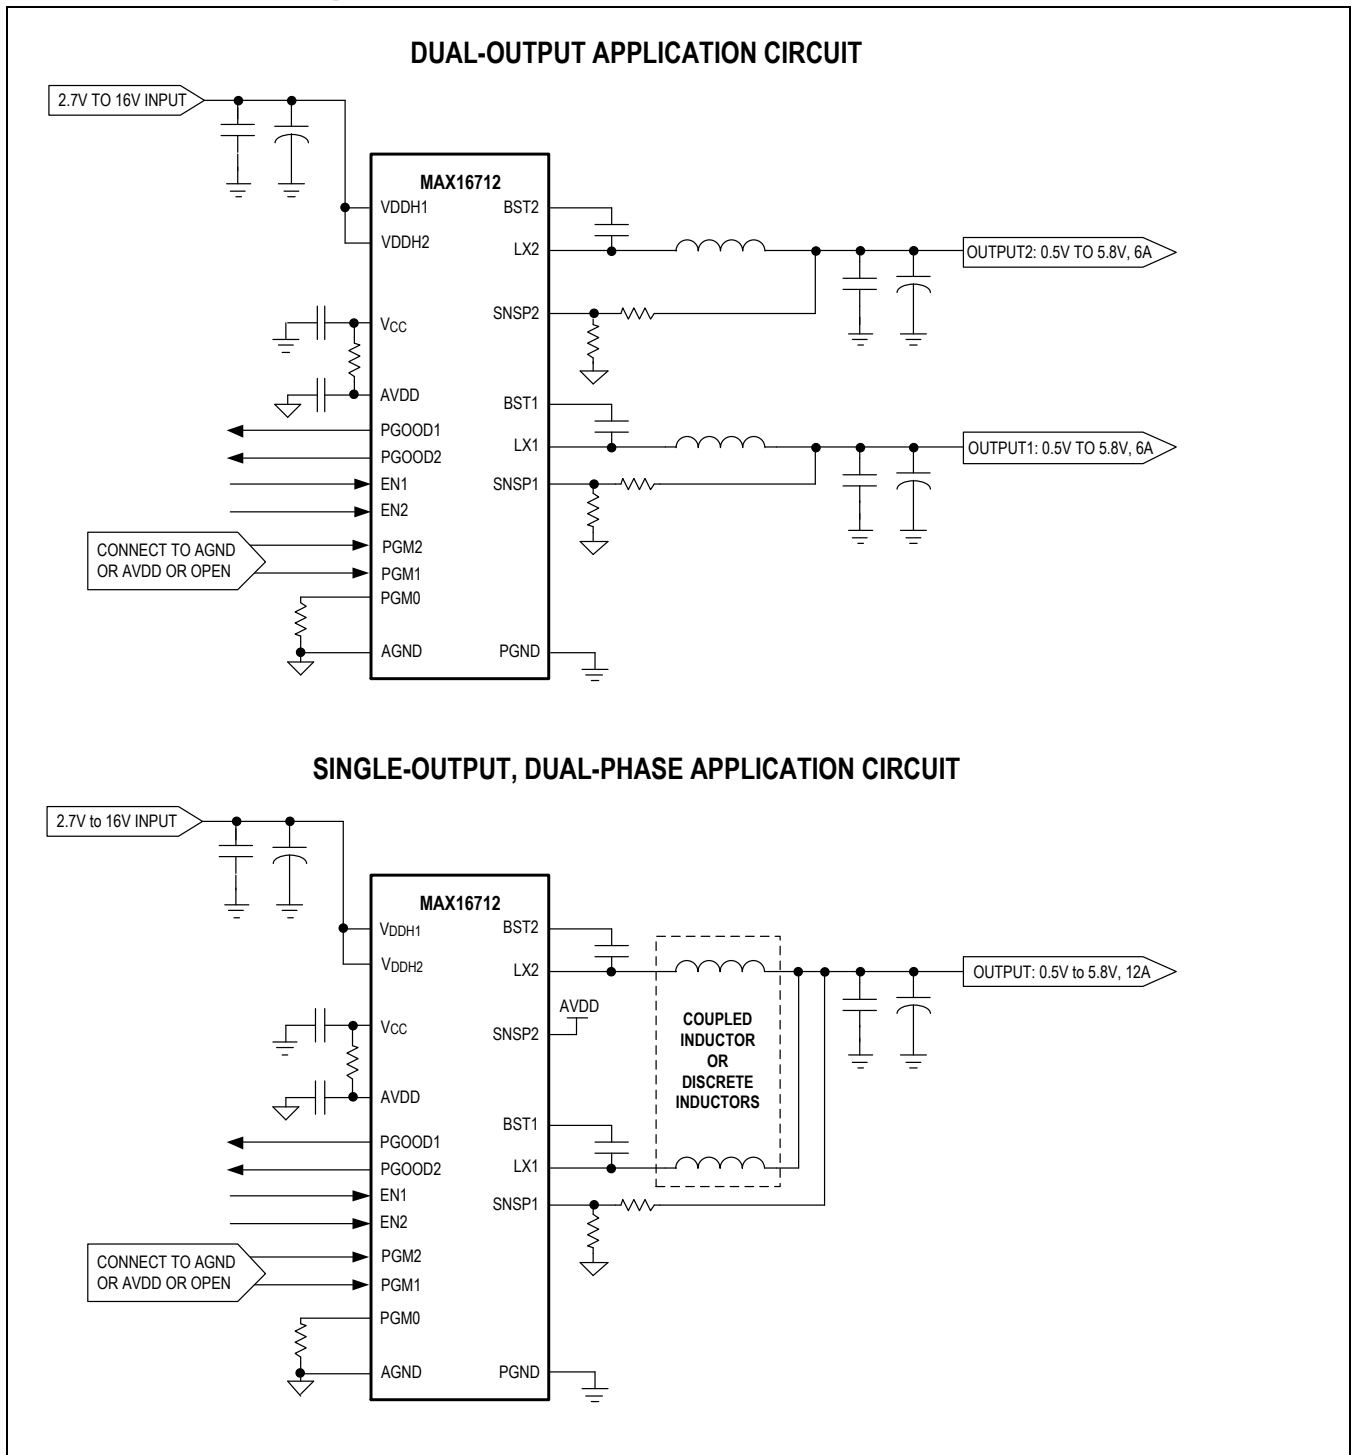 DUAL-OUTPUT APPLICATION CIRCUIT
2.7V TO 16V INPUT
MAX16712
VDDH1
BST2
VDDH2
LX2
OUTPUT2: 0.5V TO 5.8V, 6A
SNSP2
VCC
AVDD
BST1
PGOOD1
LX1
OUTPUT1: 0.5V TO 5.8V, 6A
PGOOD2
EN1
SNSP1
EN2
CONNECT TO AGND
OR AVDD OR OPEN
PGM2
PGM1
PGM0
AGND
PGND
SINGLE-OUTPUT, DUAL-PHASE APPLICATION CIRCUIT
2.7V to 16V INPUT
MAX16712
VDDH1
BST2
VDDH2
LX2
OUTPUT: 0.5V to 5.8V, 12A
AVDD
VCC
SNSP2
COUPLED
INDUCTOR
OR
DISCRETE
INDUCTORS
AVDD
BST1
PGOOD1
PGOOD2
LX1
EN1
SNSP1
EN2
CONNECT TO AGND
OR AVDD OR OPEN
PGM2
PGM1
PGM0
AGND
PGND